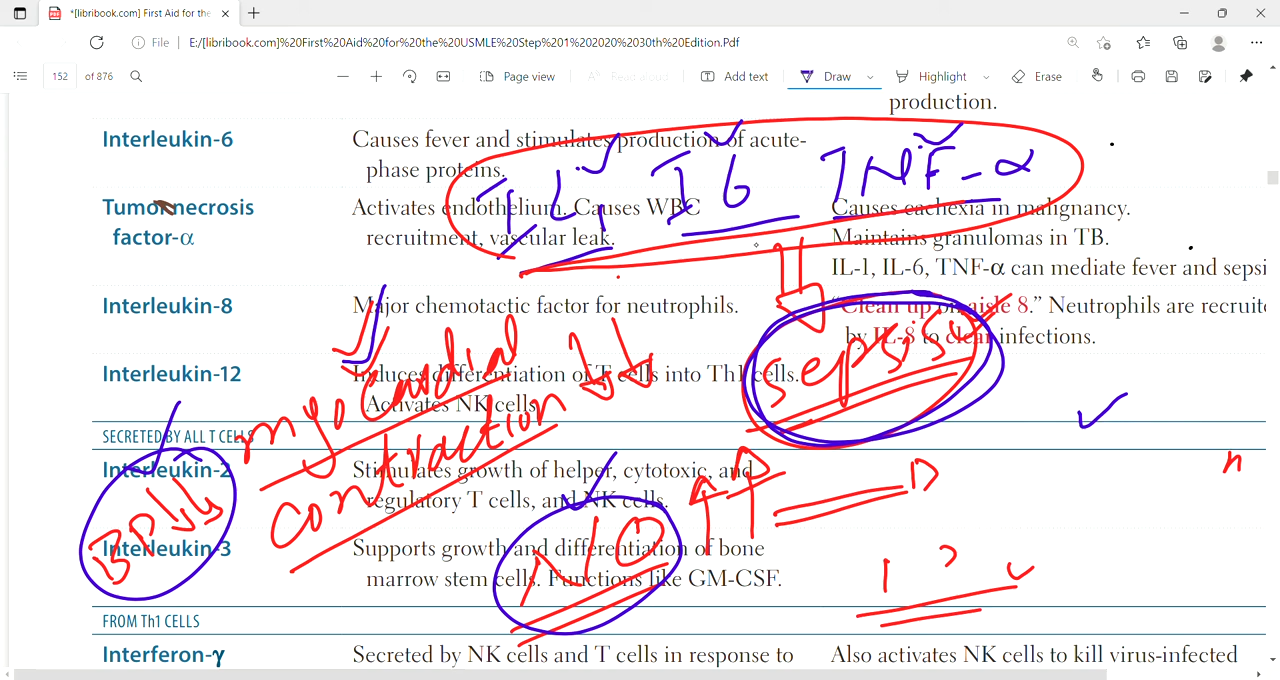 *[libribook.com] First Aid for the
File E:/[libribook.com]%20First%20Aid%20for%20the%20USMLE%20Step%201%202020%2030th%20Edition.Pdf
152 of 876 Page view Read aloud Add text Draw Highlight Erase
production.
Interleukin-6 Causes fever and stimulates production of acute-
phase proteins.
IL1 I6 TNF-α
Tumor necrosis Activates endothelium. Causes WBC Causes cachexia in malignancy.
factor-α recruitment, vascular leak. Maintains granulomas in TB.
IL-1, IL-6, TNF-α can mediate fever and sepsi
Interleukin-8 Major chemotactic factor for neutrophils. "Clean up on aisle 8." Neutrophils are recruite
by IL-8 to clear infections.
sepsis
myocardial
Interleukin-12 Induces differentiation of T cells into Th1 cells.
Activates NK cells
contraction ↓↓
SECRETED BY ALL T CELLS
Interleukin-2 Stimulates growth of helper, cytotoxic, and
regulatory T cells, and NK cells.
BP↓↓
N/O ↑↑
Interleukin-3 Supports growth and differentiation of bone
marrow stem cells. Functions like GM-CSF.
FROM Th1 CELLS
Interferon-γ Secreted by NK cells and T cells in response to Also activates NK cells to kill virus-infected